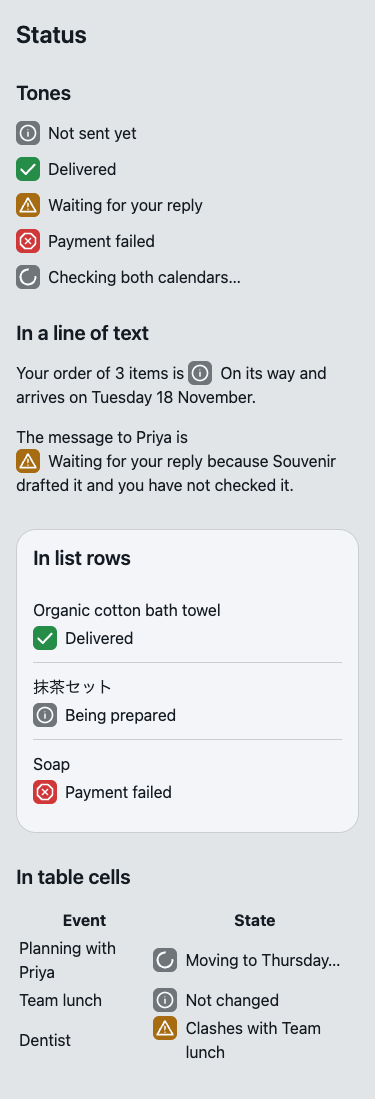 Status
Tones
Not sent yet
Delivered
Waiting for your reply
Payment failed
Checking both calendars…
In a line of text
Your order of 3 items is On its way and
arrives on Tuesday 18 November.
The message to Priya is
Waiting for your reply because Souvenir
drafted it and you have not checked it.
In list rows
Organic cotton bath towel
Delivered
抹茶セット
Being prepared
Soap
Payment failed
In table cells
Event State
Planning with
Priya
Moving to Thursday…
Team lunch Not changed
Dentist
Clashes with Team
lunch